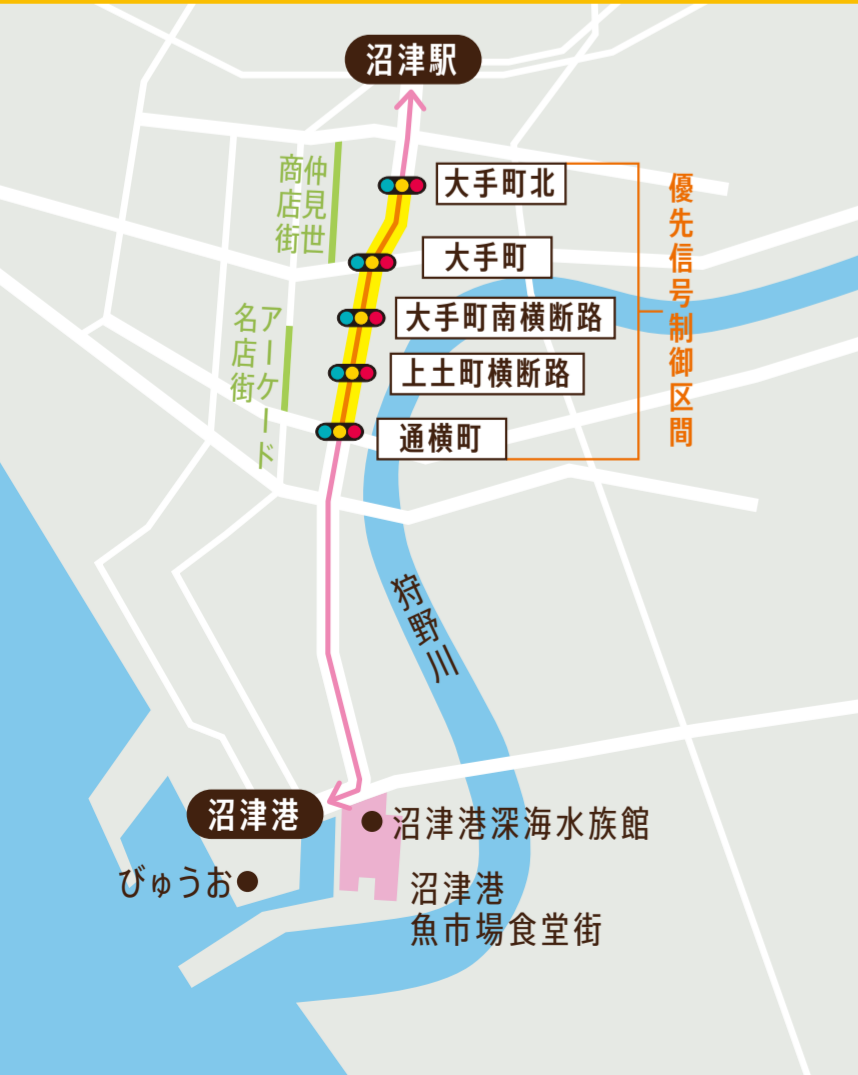 沼津駅
仲見世
商店街
大手町北
大手町
大手町南横断路
上土町横断路
通横町
優先信号制御区間
アーケード
名店街
狩野川
沼津港
沼津港深海水族館
びゅうお
沼津港
魚市場食堂街